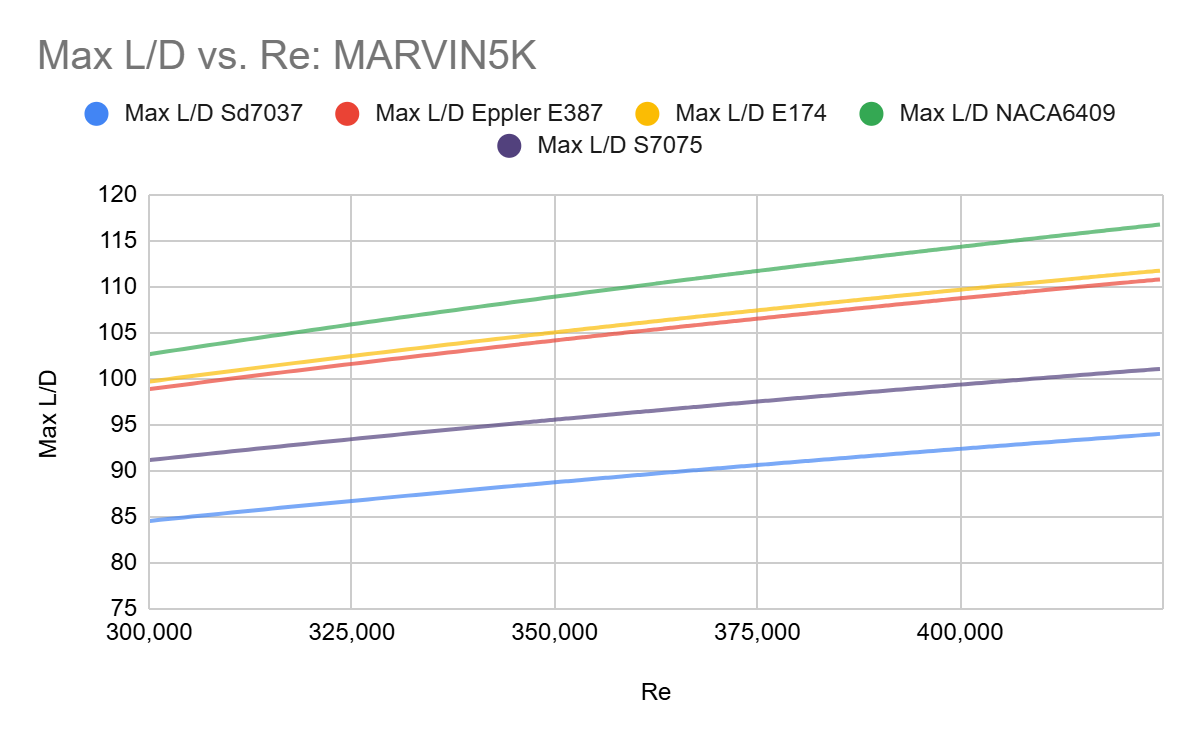 Max L/D vs. Re: MARVIN5K
Max L/D Sd7037 Max L/D Eppler E387 Max L/D E174 Max L/D NACA6409
Max L/D S7075
120
115
110
105
100
95
90
85
80
75
Max L/D
300,000 325,000 350,000 375,000 400,000
Re